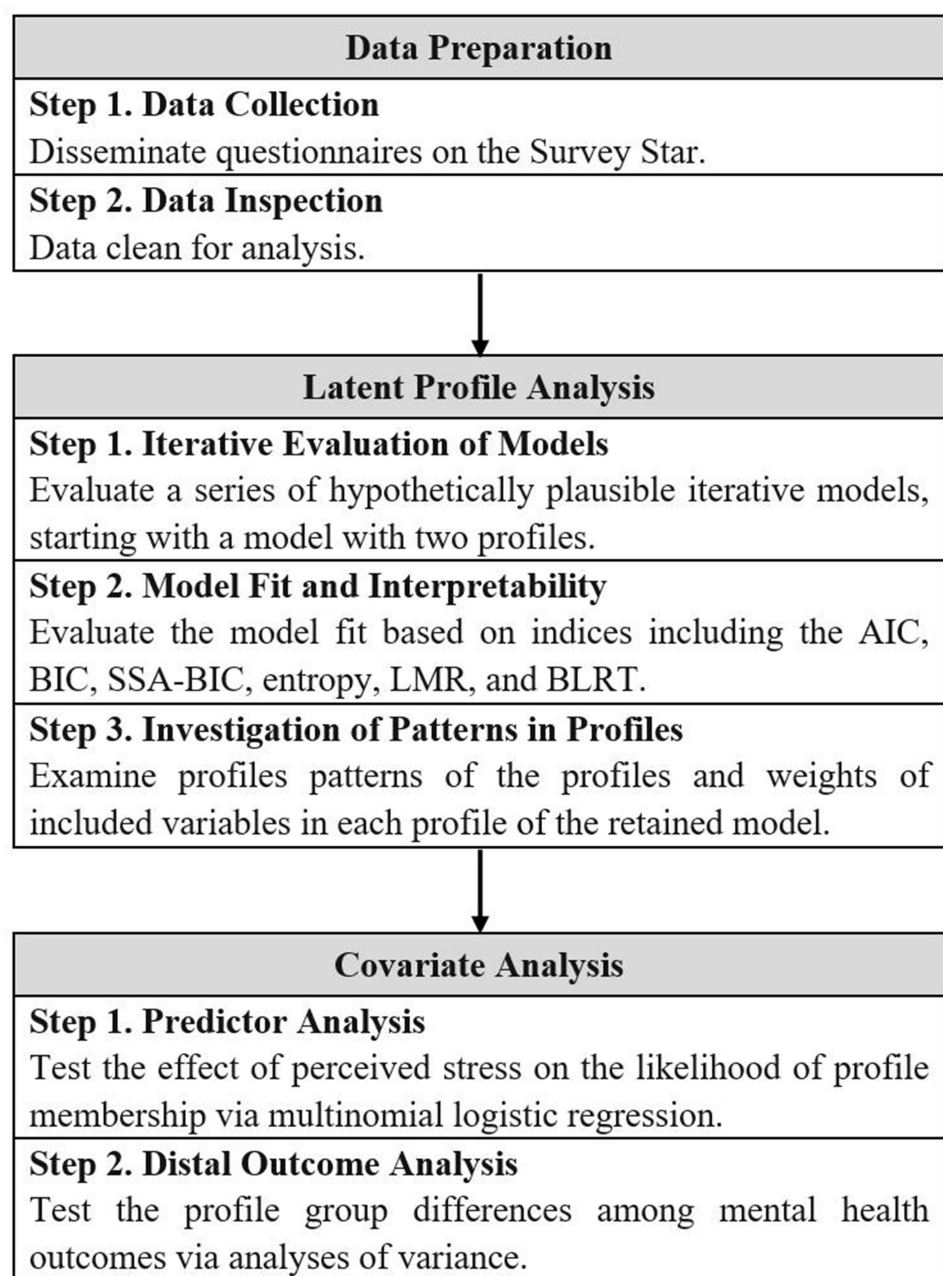 Data Preparation
Step 1. Data Collection
Disseminate questionnaires on the Survey Star.
Step 2. Data Inspection
Data clean for analysis.
Latent Profile Analysis
Step 1. Iterative Evaluation of Models
Evaluate a series of hypothetically plausible iterative models,
starting with a model with two profiles.
Step 2. Model Fit and Interpretability
Evaluate the model fit based on indices including the AIC,
BIC, SSA-BIC, entropy, LMR, and BLRT.
Step 3. Investigation of Patterns in Profiles
Examine profiles patterns of the profiles and weights of
included variables in each profile of the retained model.
Covariate Analysis
Step 1. Predictor Analysis
Test the effect of perceived stress on the likelihood of profile
membership via multinomial logistic regression.
Step 2. Distal Outcome Analysis
Test the profile group differences among mental health
outcomes via analyses of variance.